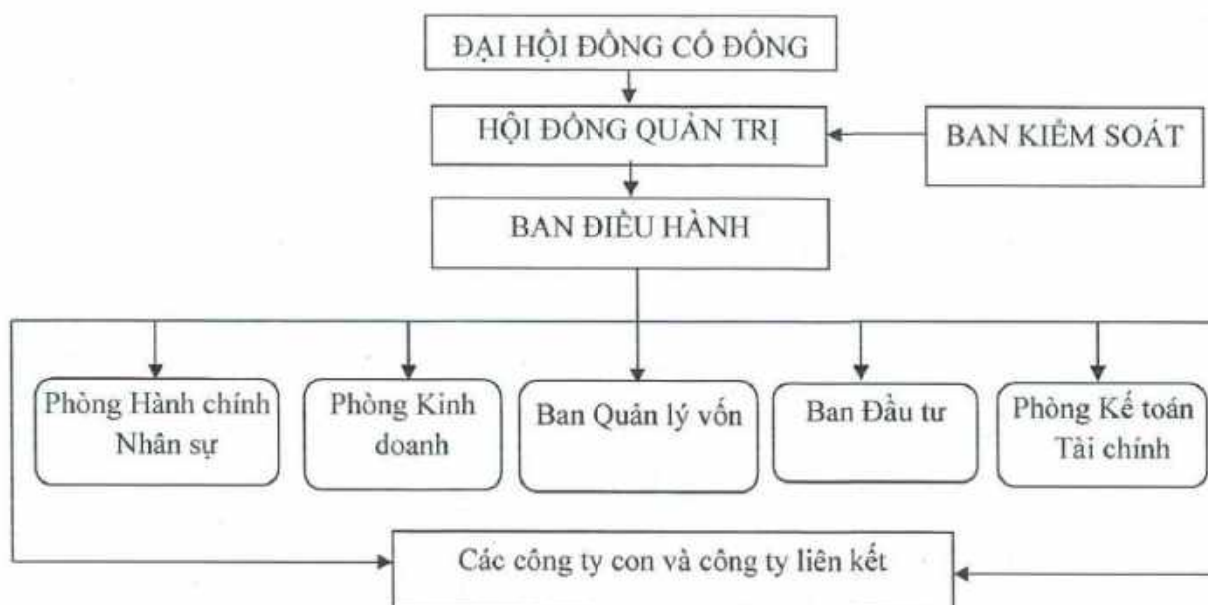 ĐẠI HỘI ĐỒNG CỔ ĐÔNG
HỘI ĐỒNG QUẢN TRỊ
BAN KIỂM SOÁT
BAN ĐIỀU HÀNH
Phòng Hành chính
Nhân sự
Phòng Kinh
doanh
Ban Quản lý vốn
Ban Đầu tư
Phòng Kế toán
Tài chính
Các công ty con và công ty liên kết